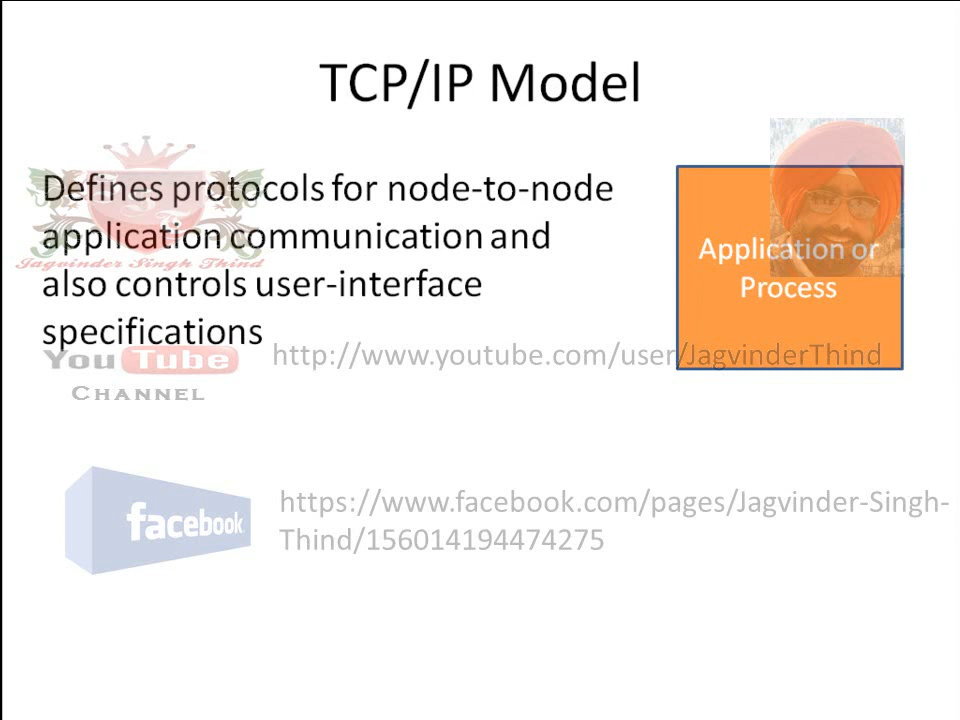 TCP/IP Model
Defines protocols for node-to-node
application communication and
also controls user-interface
specifications
Jagvinder Singh Thind
Application or
Process
YouTube
CHANNEL
http://www.youtube.com/user/JagvinderThind
facebook
https://www.facebook.com/pages/Jagvinder-Singh-
Thind/156014194474275